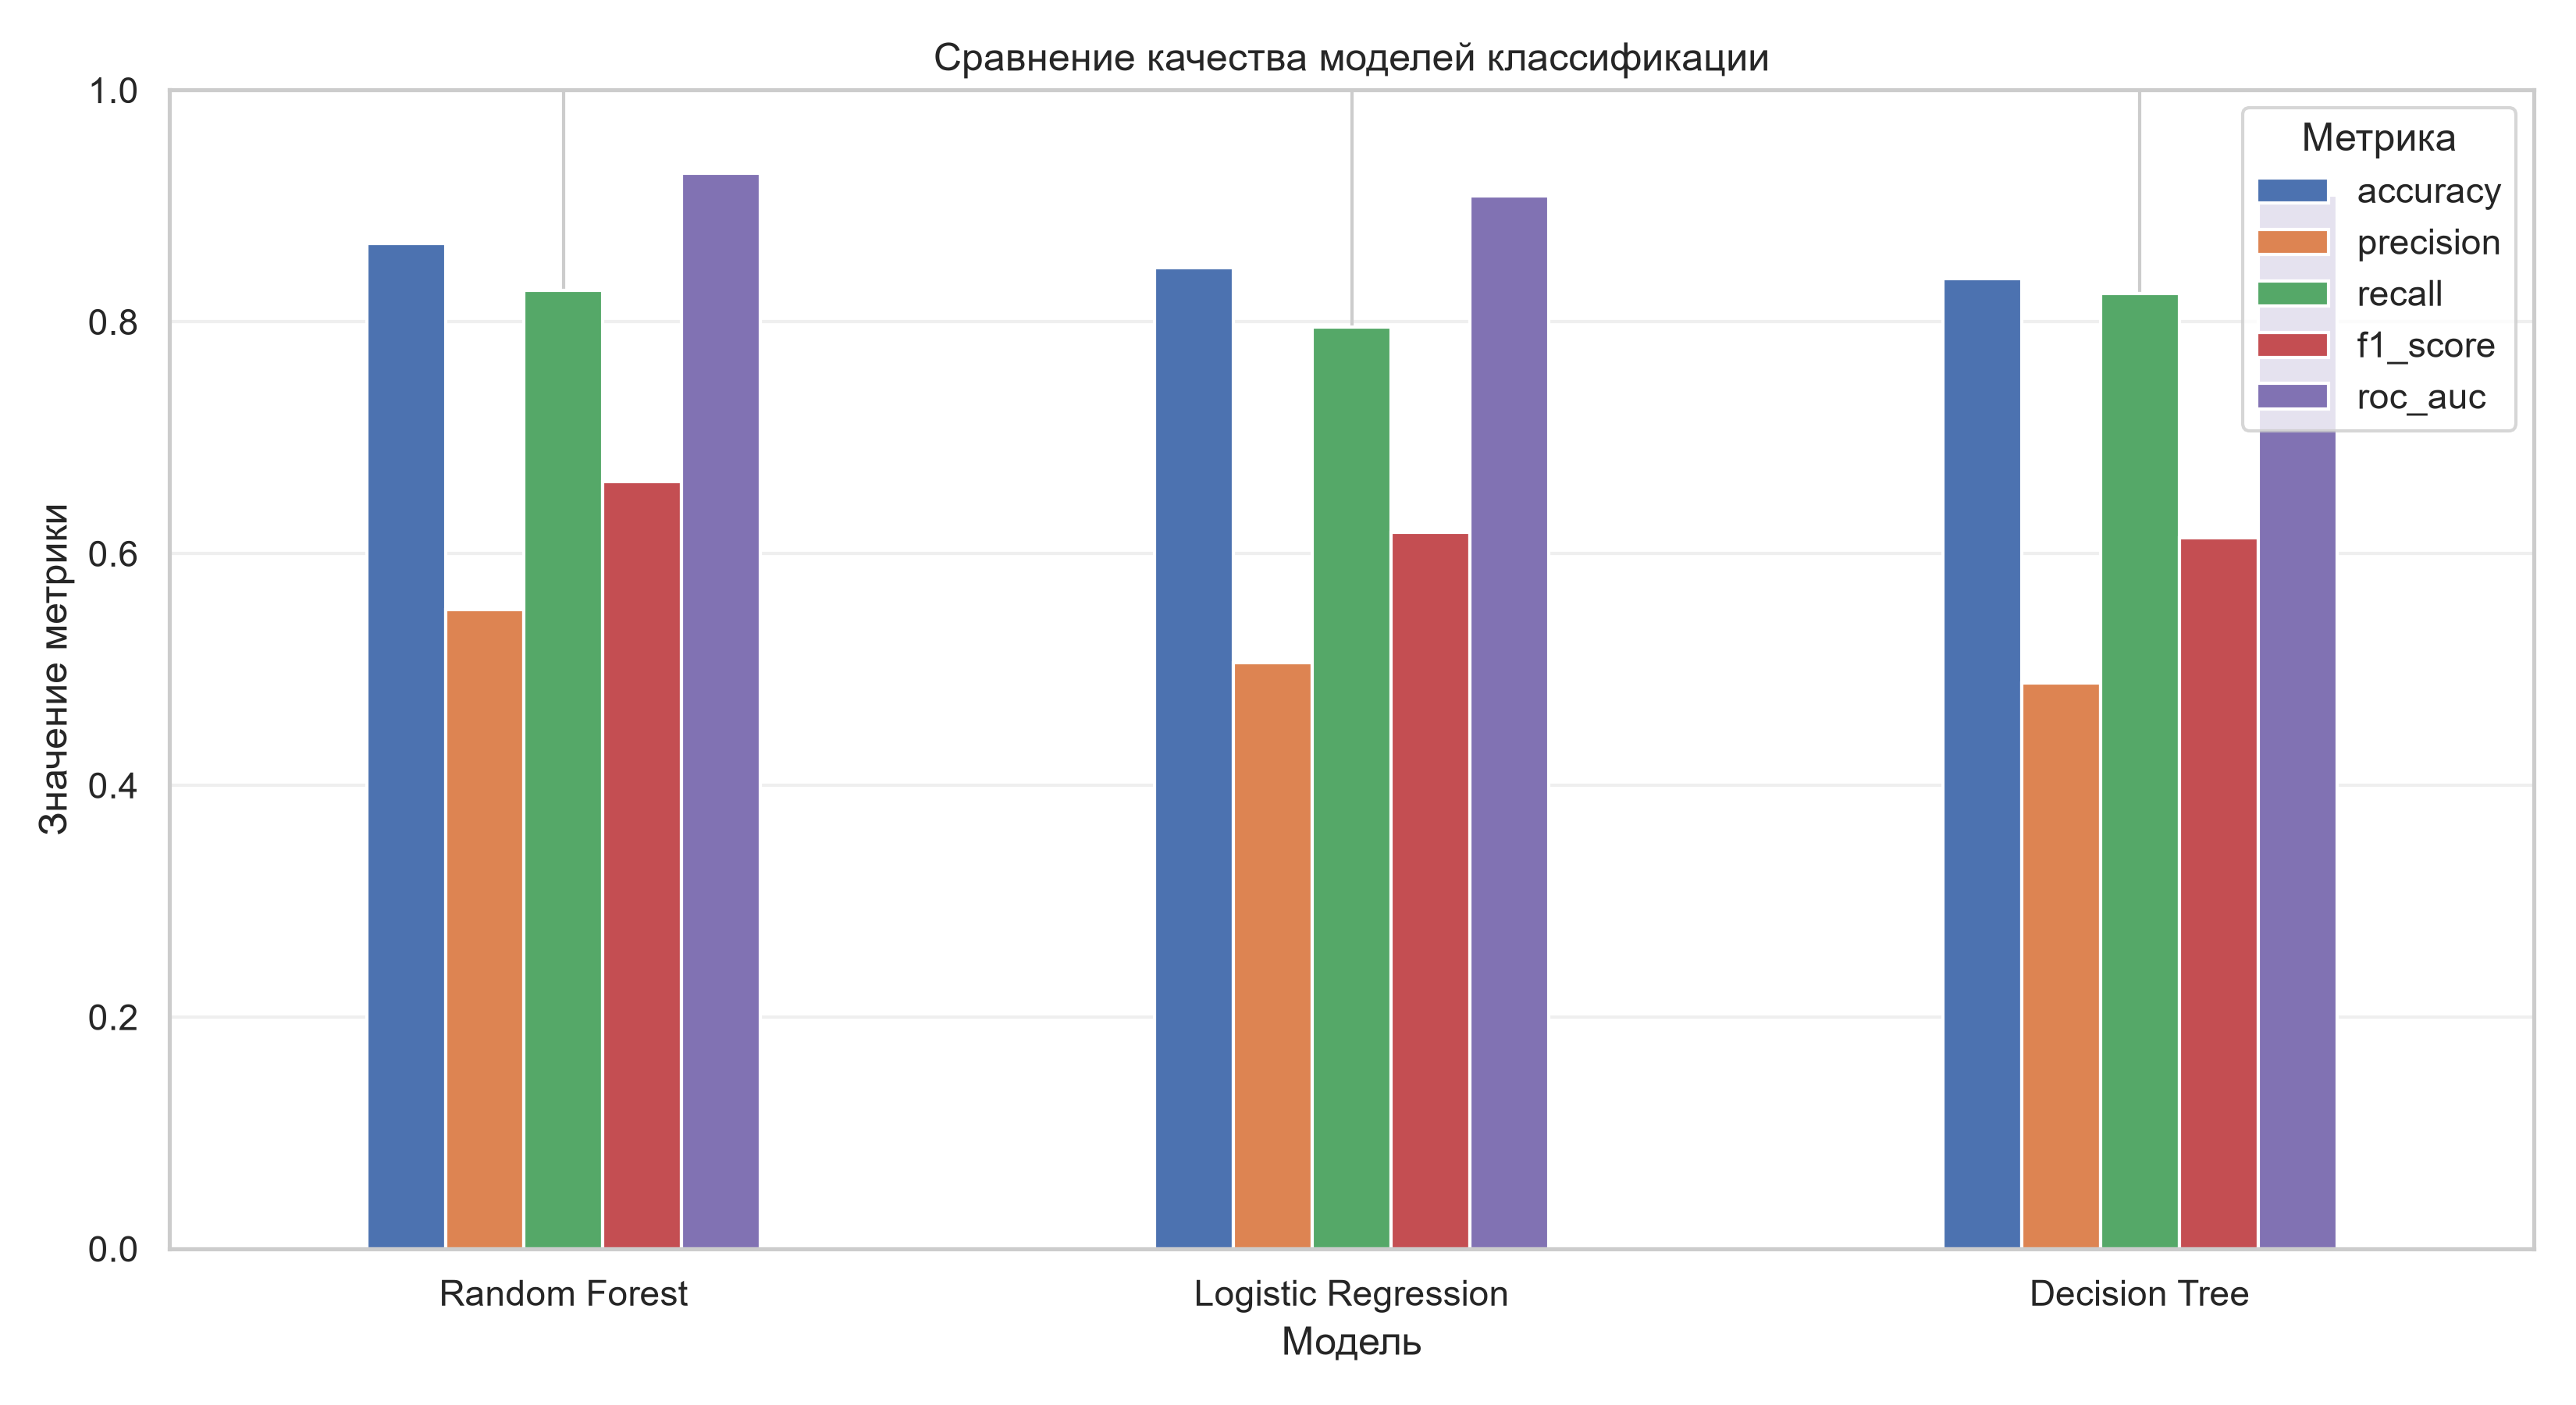 Сравнение качества моделей классификации
1.0
0.8
0.6
0.4
0.2
0.0
Значение метрики
Метрика
accuracy
precision
recall
f1_score
roc_auc
Random Forest
Logistic Regression
Decision Tree
Модель